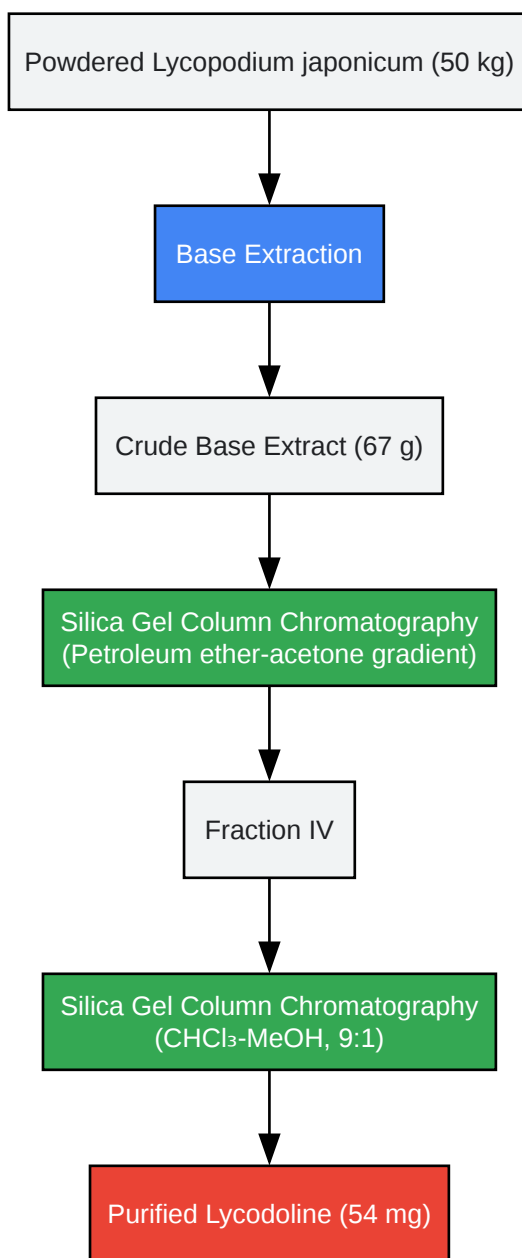 Powdered Lycopodium japonicum (50 kg)
Base Extraction
Crude Base Extract (67 g)
Silica Gel Column Chromatography
(Petroleum ether-acetone gradient)
Fraction IV
Silica Gel Column Chromatography
(CHCl₃-MeOH, 9:1)
Purified Lycodoline (54 mg)